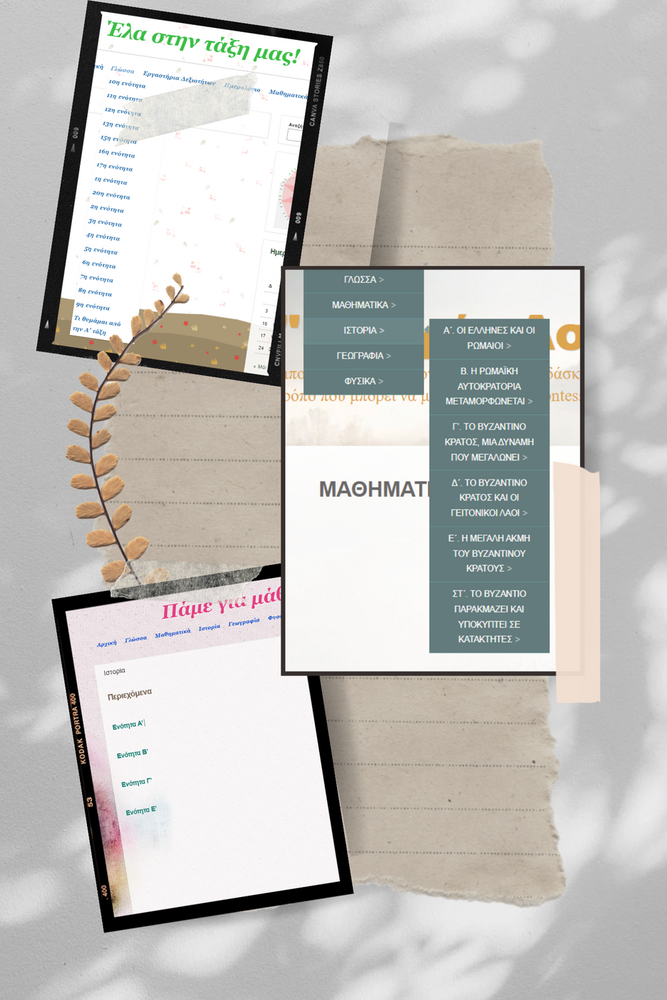 Έλα στην τάξη μας!
Γλώσσα Εργαστήρια Δεξιοτήτων Ημερολόγιο Μαθηματικά
10η ενότητα
11η ενότητα
12η ενότητα
13η ενότητα
15η ενότητα
16η ενότητα
17η ενότητα
1η ενότητα
20η ενότητα
2η ενότητα
3η ενότητα
4η ενότητα
5η ενότητα
6η ενότητα
7η ενότητα
8η ενότητα
9η ενότητα
Τι θυμάμαι από
την Α' τάξη
Δ
3
10
17
24
CANVA STORIES Z650
600
600
ΓΛΩΣΣΑ >
ΜΑΘΗΜΑΤΙΚΑ >
ΙΣΤΟΡΙΑ >
ΓΕΩΓΡΑΦΙΑ >
ΦΥΣΙΚΑ >
Α΄. ΟΙ ΕΛΛΗΝΕΣ ΚΑΙ ΟΙ
ΡΩΜΑΙΟΙ >
Β. Η ΡΩΜΑΪΚΗ
ΑΥΤΟΚΡΑΤΟΡΙΑ
ΜΕΤΑΜΟΡΦΩΝΕΤΑΙ >
Γ'. ΤΟ ΒΥΖΑΝΤΙΝΟ
ΚΡΑΤΟΣ, ΜΙΑ ΔΥΝΑΜΗ
ΠΟΥ ΜΕΓΑΛΩΝΕΙ >
Δ΄. ΤΟ ΒΥΖΑΝΤΙΝΟ
ΚΡΑΤΟΣ ΚΑΙ ΟΙ
ΓΕΙΤΟΝΙΚΟΙ ΛΑΟΙ >
Ε΄. Η ΜΕΓΑΛΗ ΑΚΜΗ
ΤΟΥ ΒΥΖΑΝΤΙΝΟΥ
ΚΡΑΤΟΥΣ >
ΣΤ΄. ΤΟ ΒΥΖΑΝΤΙΟ
ΠΑΡΑΚΜΑΖΕΙ ΚΑΙ
ΥΠΟΚΥΠΤΕΙ ΣΕ
ΚΑΤΑΚΤΗΤΕΣ >
που μπορεί να
ΜΑΘΗΜΑΤΙ
Πάμε για μάθ
Αρχική Γλώσσα Μαθηματικά Ιστορία Γεωγραφία Φυσι
Ιστορία
Περιεχόμενα
Ενότητα Α'
Ενότητα Β'
Ενότητα Γ'
Ενότητα Ε'
KODAK PORTRA 400
53
400